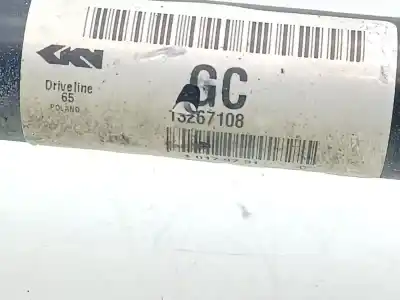 GKN
Driveline
65
POLAND
GC
13267108